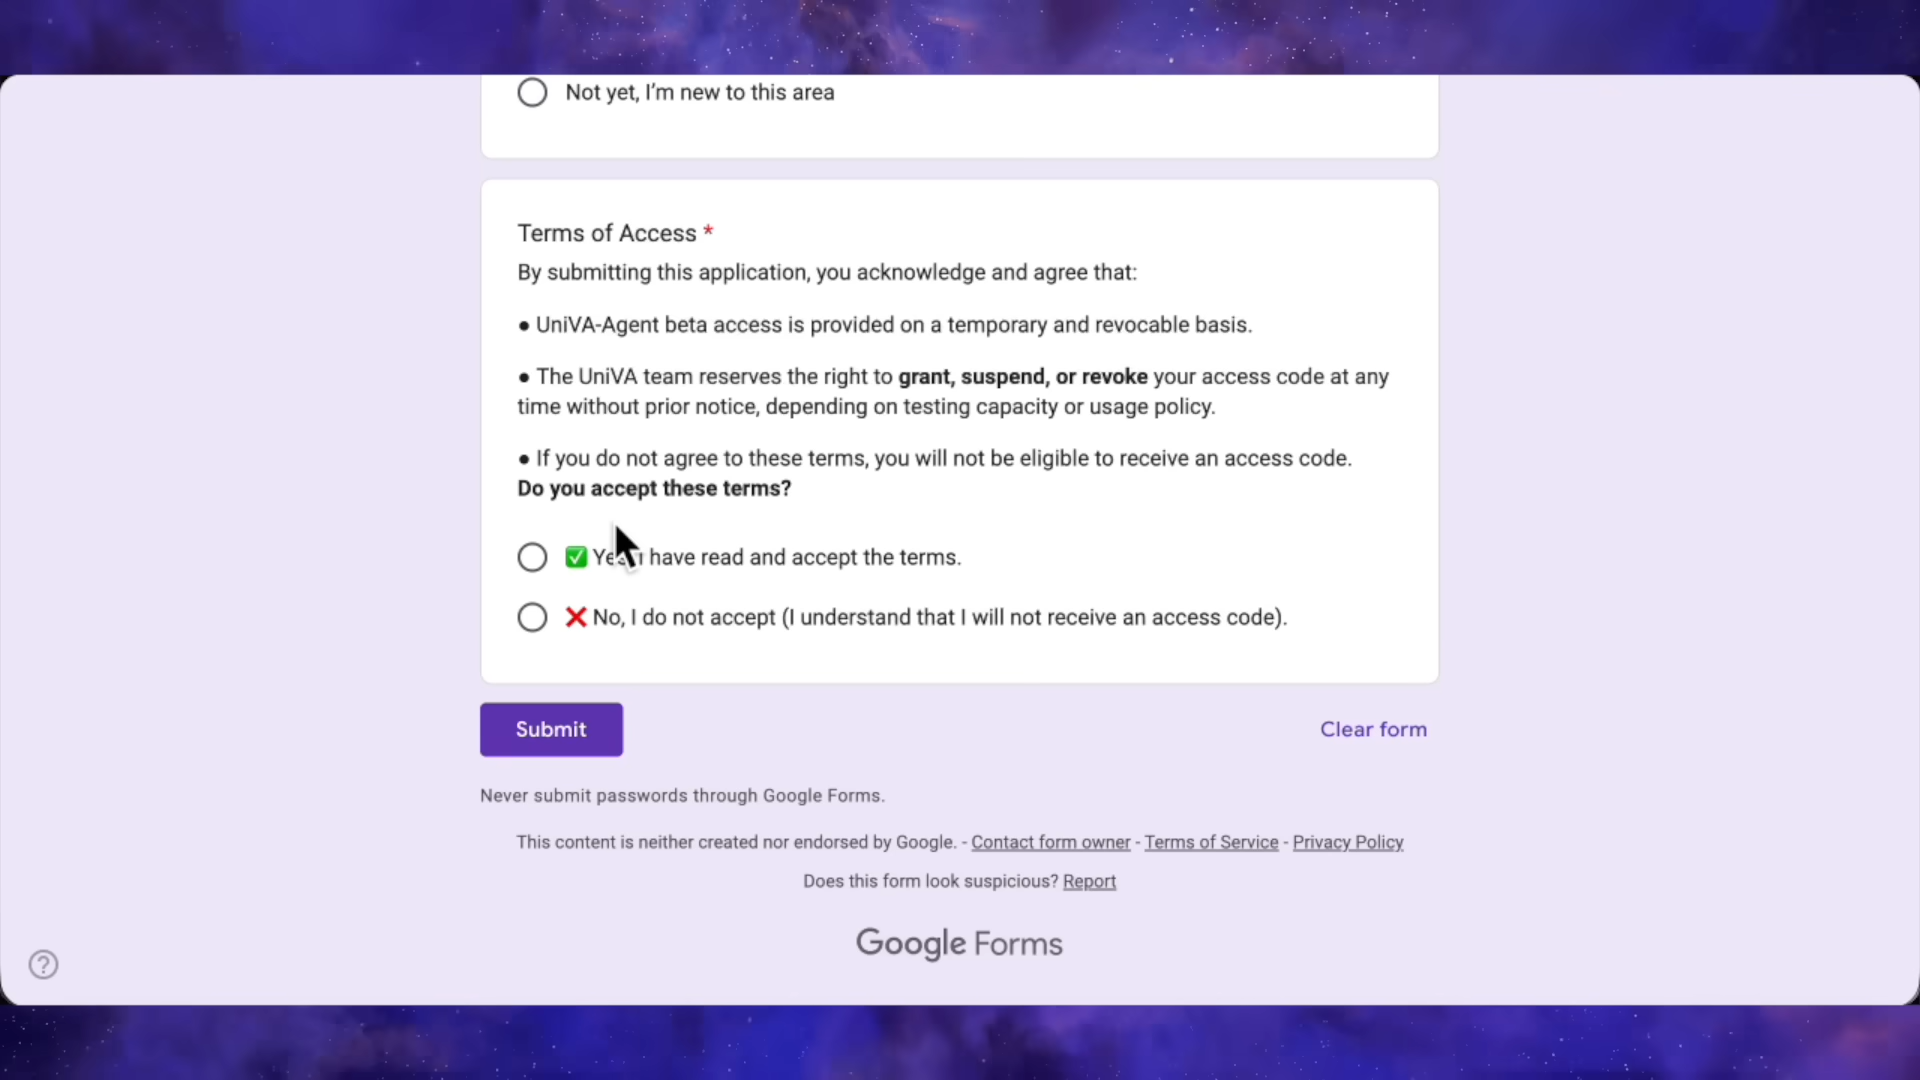 Not yet, I’m new to this area
Terms of Access *
By submitting this application, you acknowledge and agree that:
● UniVA-Agent beta access is provided on a temporary and revocable basis.
● The UniVA team reserves the right to grant, suspend, or revoke your access code at any
time without prior notice, depending on testing capacity or usage policy.
● If you do not agree to these terms, you will not be eligible to receive an access code.
Do you accept these terms?
✅ have read and accept the terms.
❌ No, I do not accept (I understand that I will not receive an access code).
Submit
Clear form
Never submit passwords through Google Forms.
This content is neither created nor endorsed by Google. - Contact form owner - Terms of Service - Privacy Policy
Does this form look suspicious? Report
Google Forms